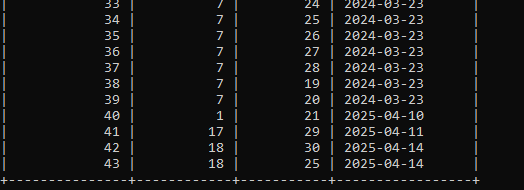 | 33 | 7 | 24 | 2024-03-23 |
| 34 | 7 | 25 | 2024-03-23 |
| 35 | 7 | 26 | 2024-03-23 |
| 36 | 7 | 27 | 2024-03-23 |
| 37 | 7 | 28 | 2024-03-23 |
| 38 | 7 | 19 | 2024-03-23 |
| 39 | 7 | 20 | 2024-03-23 |
| 40 | 1 | 21 | 2025-04-10 |
| 41 | 17 | 29 | 2025-04-11 |
| 42 | 18 | 30 | 2025-04-14 |
| 43 | 18 | 25 | 2025-04-14 |
+---------------+------------+-----------+-----------------+